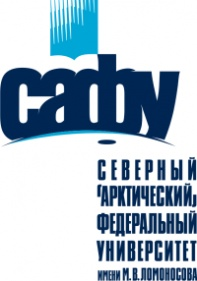 сафу
СЕВЕРНЫЙ
(АРКТИЧЕСКИЙ)
ФЕДЕРАЛЬНЫЙ
УНИВЕРСИТЕТ
ИМЕНИ М.В.ЛОМОНОСОВА